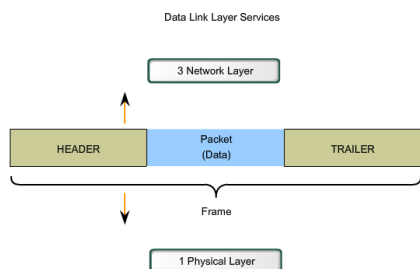 Data Link Layer Services
3 Network Layer
HEADER
Packet
(Data)
TRAILER
Frame
1 Physical Layer